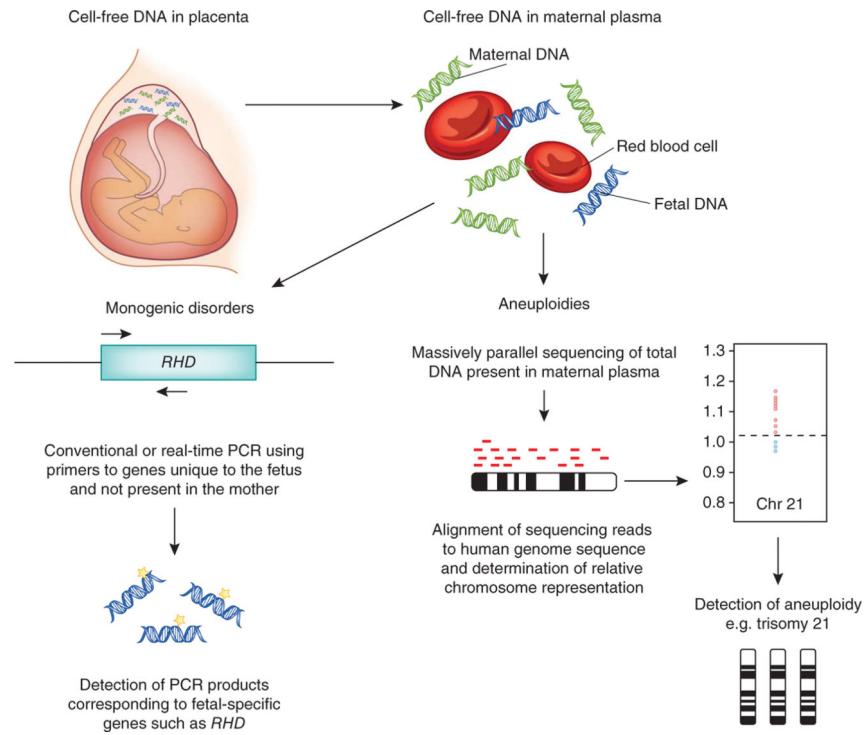 Cell-free DNA in placenta
Cell-free DNA in maternal plasma
Maternal DNA
Red blood cell
Fetal DNA
Monogenic disorders
RHD
Conventional or real-time PCR using
primers to genes unique to the fetus
and not present in the mother
Detection of PCR products
corresponding to fetal-specific
genes such as RHD
Aneuploidies
Massively parallel sequencing of total
DNA present in maternal plasma
Alignment of sequencing reads
to human genome sequence
and determination of relative
chromosome representation
1.3
1.2
1.1
1.0
0.9
0.8
Chr 21
Detection of aneuploidy
e.g. trisomy 21